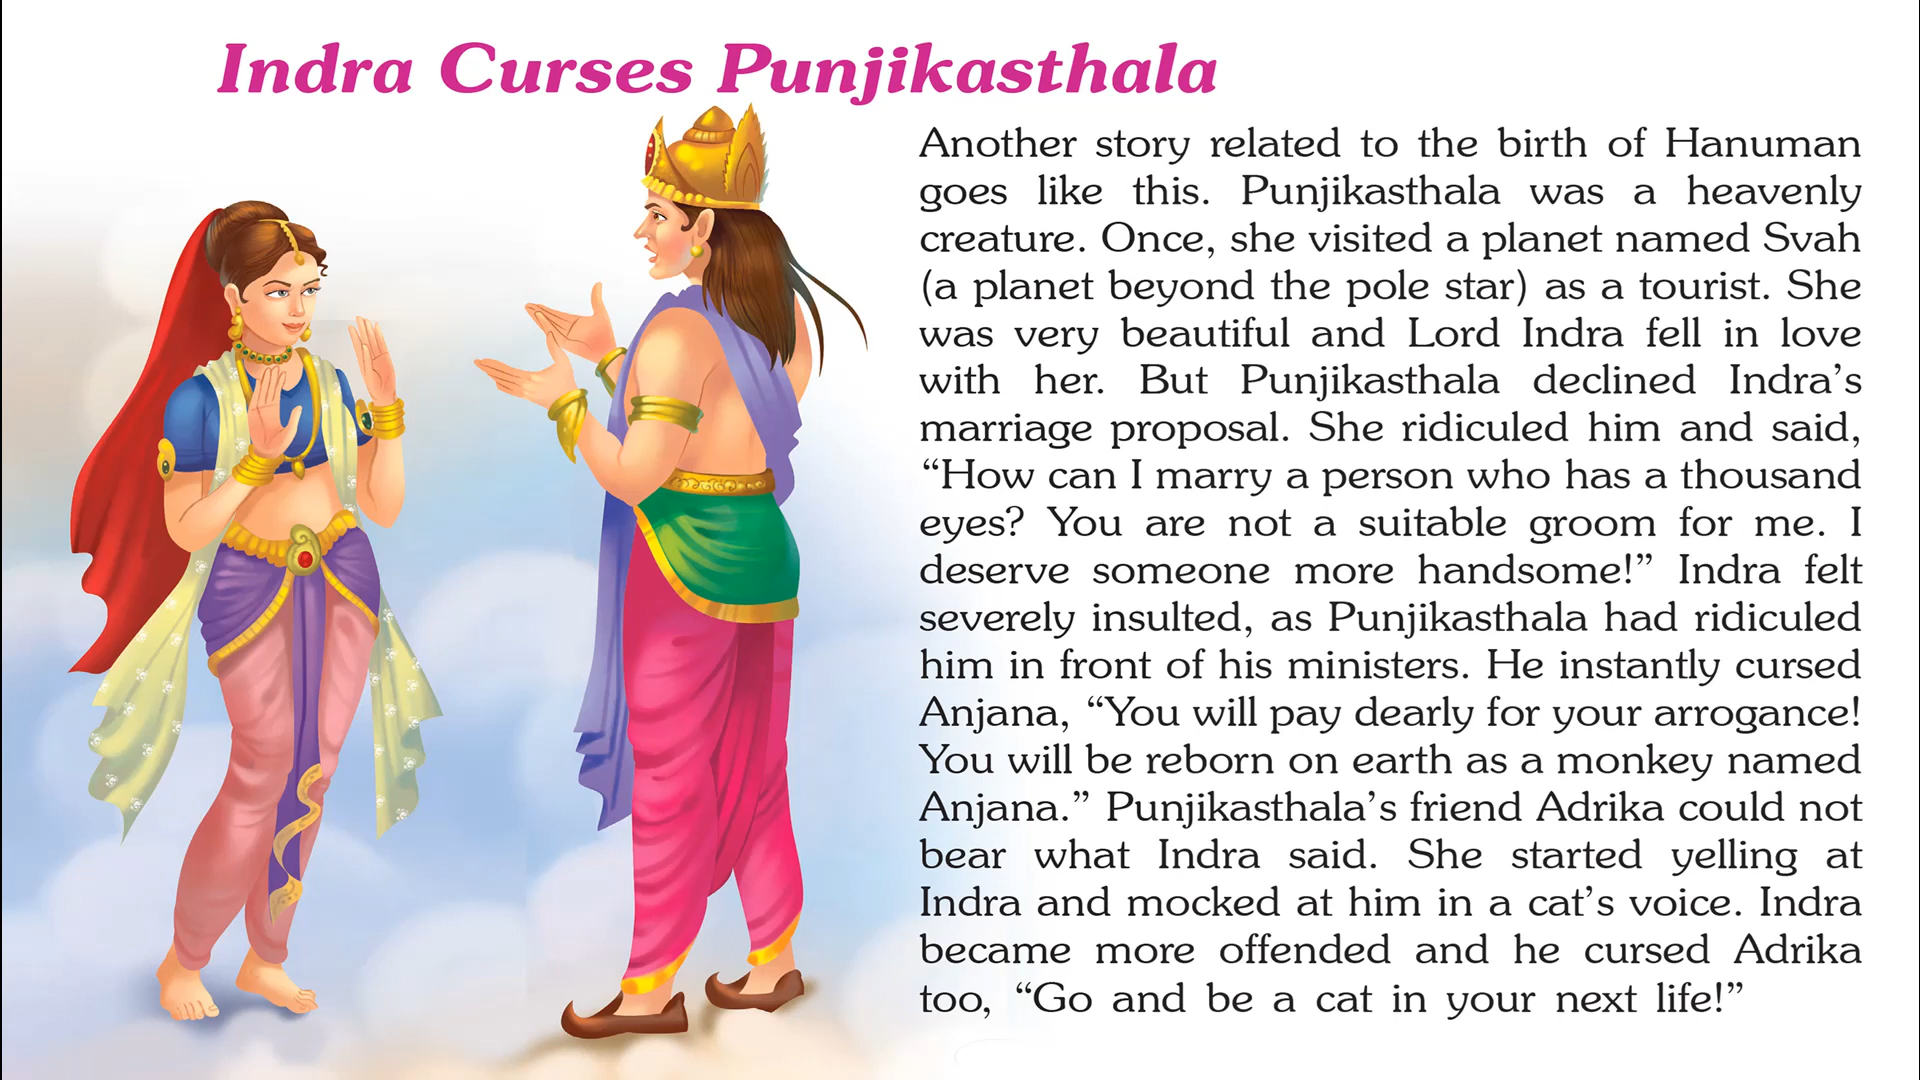 Indra Curses Punjikasthala
Another story related to the birth of Hanuman
goes like this. Punjikasthala was a heavenly
creature. Once, she visited a planet named Svah
(a planet beyond the pole star) as a tourist. She
was very beautiful and Lord Indra fell in love
with her. But Punjikasthala declined Indra’s
marriage proposal. She ridiculed him and said,
“How can I marry a person who has a thousand
eyes? You are not a suitable groom for me. I
deserve someone more handsome!” Indra felt
severely insulted, as Punjikasthala had ridiculed
him in front of his ministers. He instantly cursed
Anjana, “You will pay dearly for your arrogance!
You will be reborn on earth as a monkey named
Anjana.” Punjikasthala’s friend Adrika could not
bear what Indra said. She started yelling at
Indra and mocked at him in a cat’s voice. Indra
became more offended and he cursed Adrika
too, “Go and be a cat in your next life!”